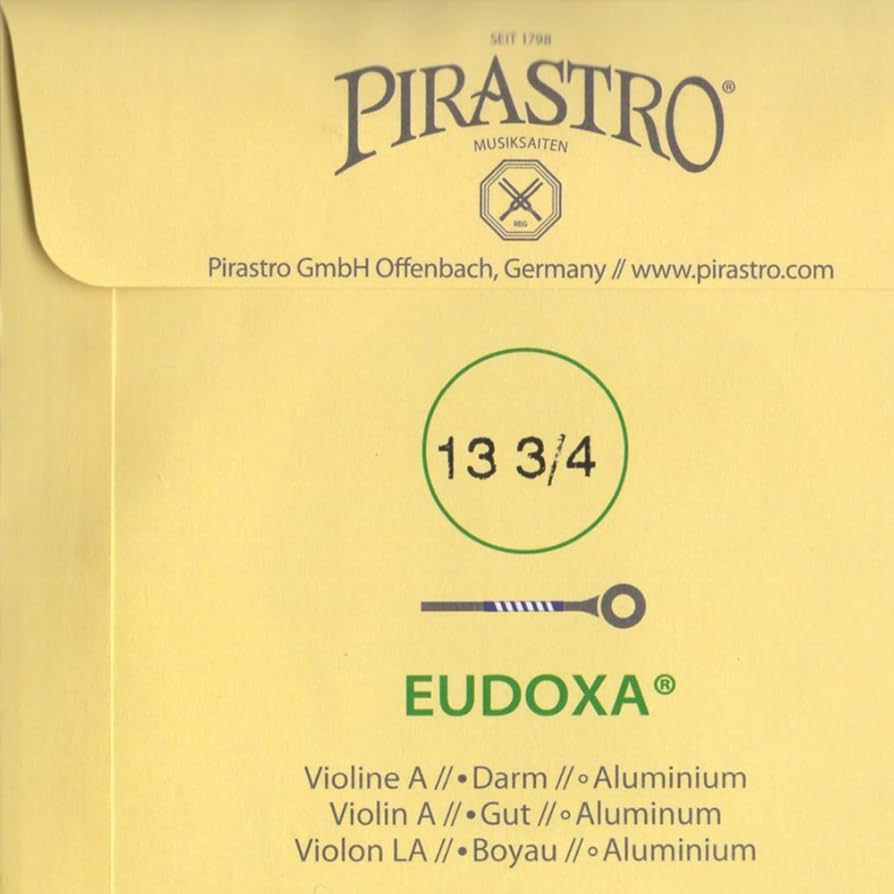 SEIT 1798
PIRASTRO®
MUSIKSAITEN
REG
Pirastro GmbH Offenbach, Germany // www.pirastro.com
13 3/4
EUDOXA®
Violine A // • Darm // ◦ Aluminium
Violin A // • Gut // ◦ Aluminum
Violon LA // • Boyau // ◦ Aluminium